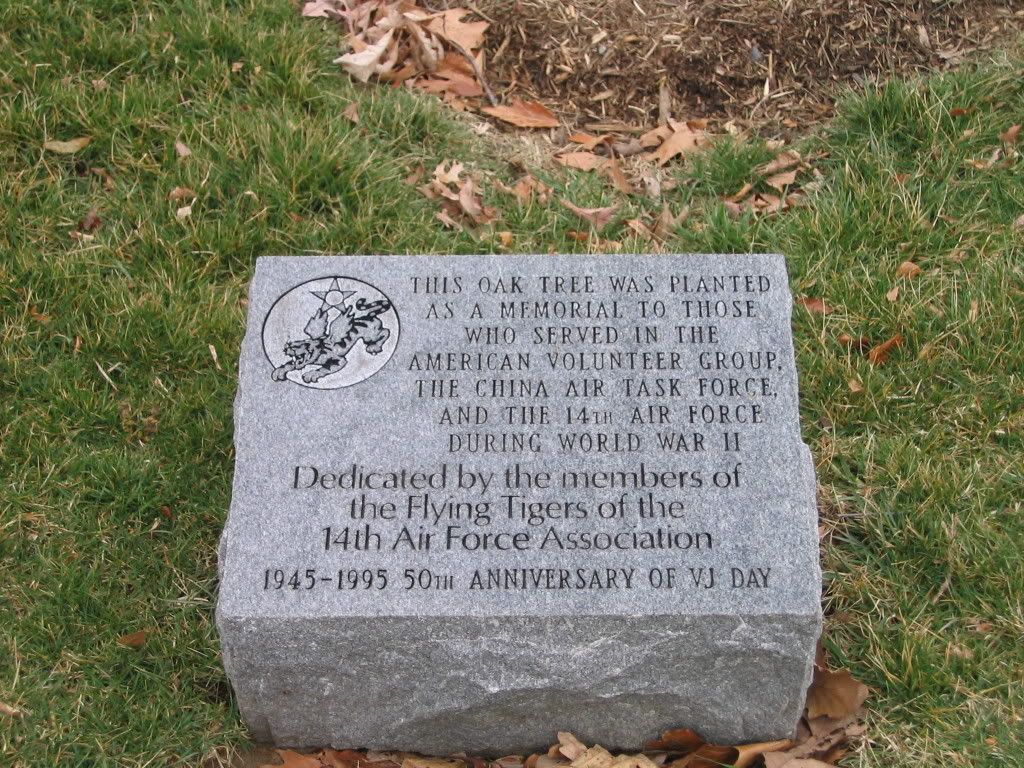 THIS OAK TREE WAS PLANTED
AS A MEMORIAL TO THOSE
WHO SERVED IN THE
AMERICAN VOLUNTEER GROUP,
THE CHINA AIR TASK FORCE,
AND THE 14TH AIR FORCE
DURING WORLD WAR II
Dedicated by the members of
the Flying Tigers of the
14th Air Force Association
1945-1995 50TH ANNIVERSARY OF VJ DAY